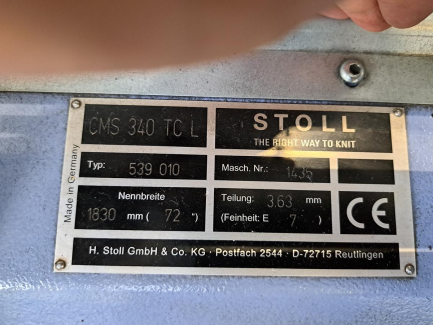 CMS 340 TC L
STOLL
THE RIGHT WAY TO KNIT
Typ: 539 010
Masch. Nr.: 1435
Nennbreite
1830 mm ( 72 ")
Teilung: 3.63 mm
(Feinheit: E 7 )
CE
Made in Germany
H. Stoll GmbH & Co. KG · Postfach 2544 · D-72715 Reutlingen